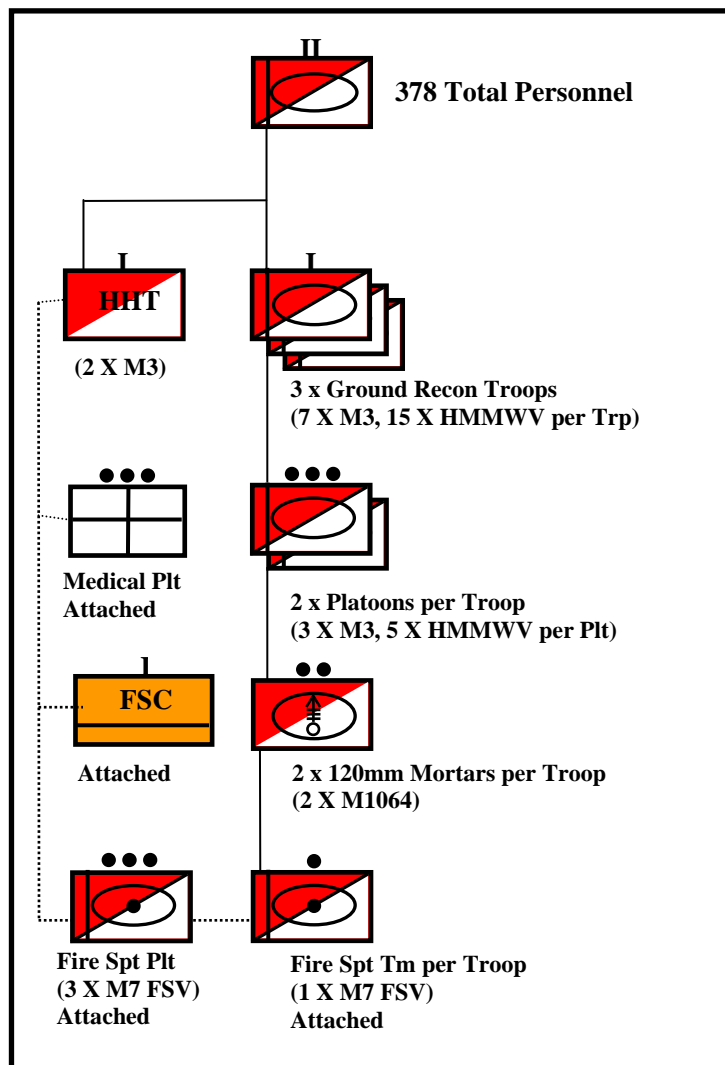 II
378 Total Personnel
I
HHT
(2 X M3)
I
3 x Ground Recon Troops
(7 X M3, 15 X HMMWV per Trp)
Medical Plt
Attached
2 x Platoons per Troop
(3 X M3, 5 X HMMWV per Plt)
I
FSC
Attached
2 x 120mm Mortars per Troop
(2 X M1064)
Fire Spt Plt
(3 X M7 FSV)
Attached
Fire Spt Tm per Troop
(1 X M7 FSV)
Attached